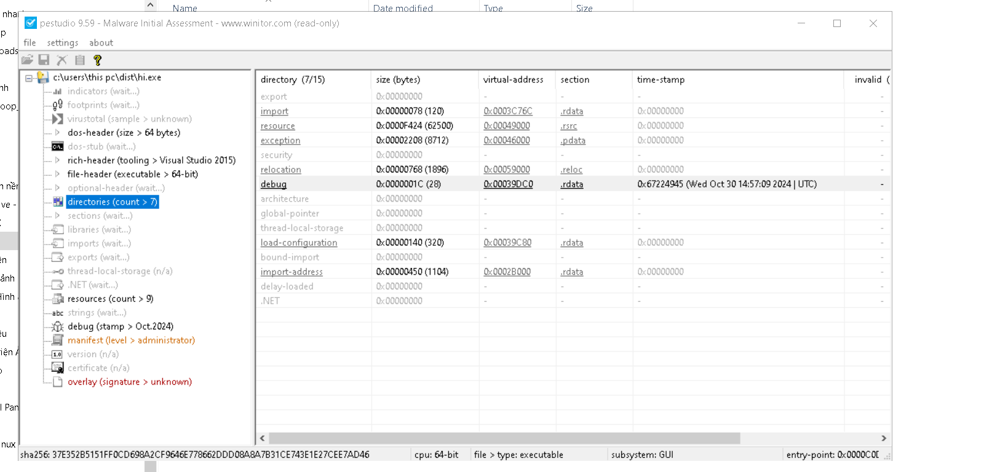 Name Date modified Type Size
pestudio 9.59 - Malware Initial Assessment - www.winitor.com (read-only)
file settings about
c:\users\this pc\dist\hi.exe
indicators (wait...)
footprints (wait...)
virustotal (sample > unknown)
dos-header (size > 64 bytes)
dos-stub (wait...)
rich-header (tooling > Visual Studio 2015)
file-header (executable > 64-bit)
optional-header (wait...)
directories (count > 7)
sections (wait...)
libraries (wait...)
imports (wait...)
exports (wait...)
thread-local-storage (n/a)
.NET (wait...)
resources (count > 9)
abc strings (wait...)
debug (stamp > Oct.2024)
manifest (level > administrator)
1.0 version (n/a)
certificate (n/a)
overlay (signature > unknown)
directory (7/15) size (bytes) virtual-address section time-stamp invalid (
export 0x00000000 - - - -
import 0x00000078 (120) 0x0003C76C .rdata 0x00000000 -
resource 0x0000F424 (62500) 0x00049000 .rsrc 0x00000000 -
exception 0x00002208 (8712) 0x00046000 .pdata 0x00000000 -
security 0x00000000 - - - -
relocation 0x00000768 (1896) 0x00059000 .reloc 0x00000000 -
debug 0x0000001C (28) 0x00039DC0 .rdata 0x67224945 (Wed Oct 30 14:57:09 2024 | UTC) -
architecture 0x00000000 - - - -
global-pointer 0x00000000 - - - -
thread-local-storage 0x00000000 - - - -
load-configuration 0x00000140 (320) 0x00039C80 .rdata 0x00000000 -
bound-import 0x00000000 - - - -
import-address 0x00000450 (1104) 0x0002B000 .rdata 0x00000000 -
delay-loaded 0x00000000 - - - -
.NET 0x00000000 - - - -
sha256: 37E352B5151FF0CD698A2CF9646E778662DDD08A8A7B31CE743E1E27CEE7AD46 cpu: 64-bit file > type: executable subsystem: GUI entry-point: 0x0000C0